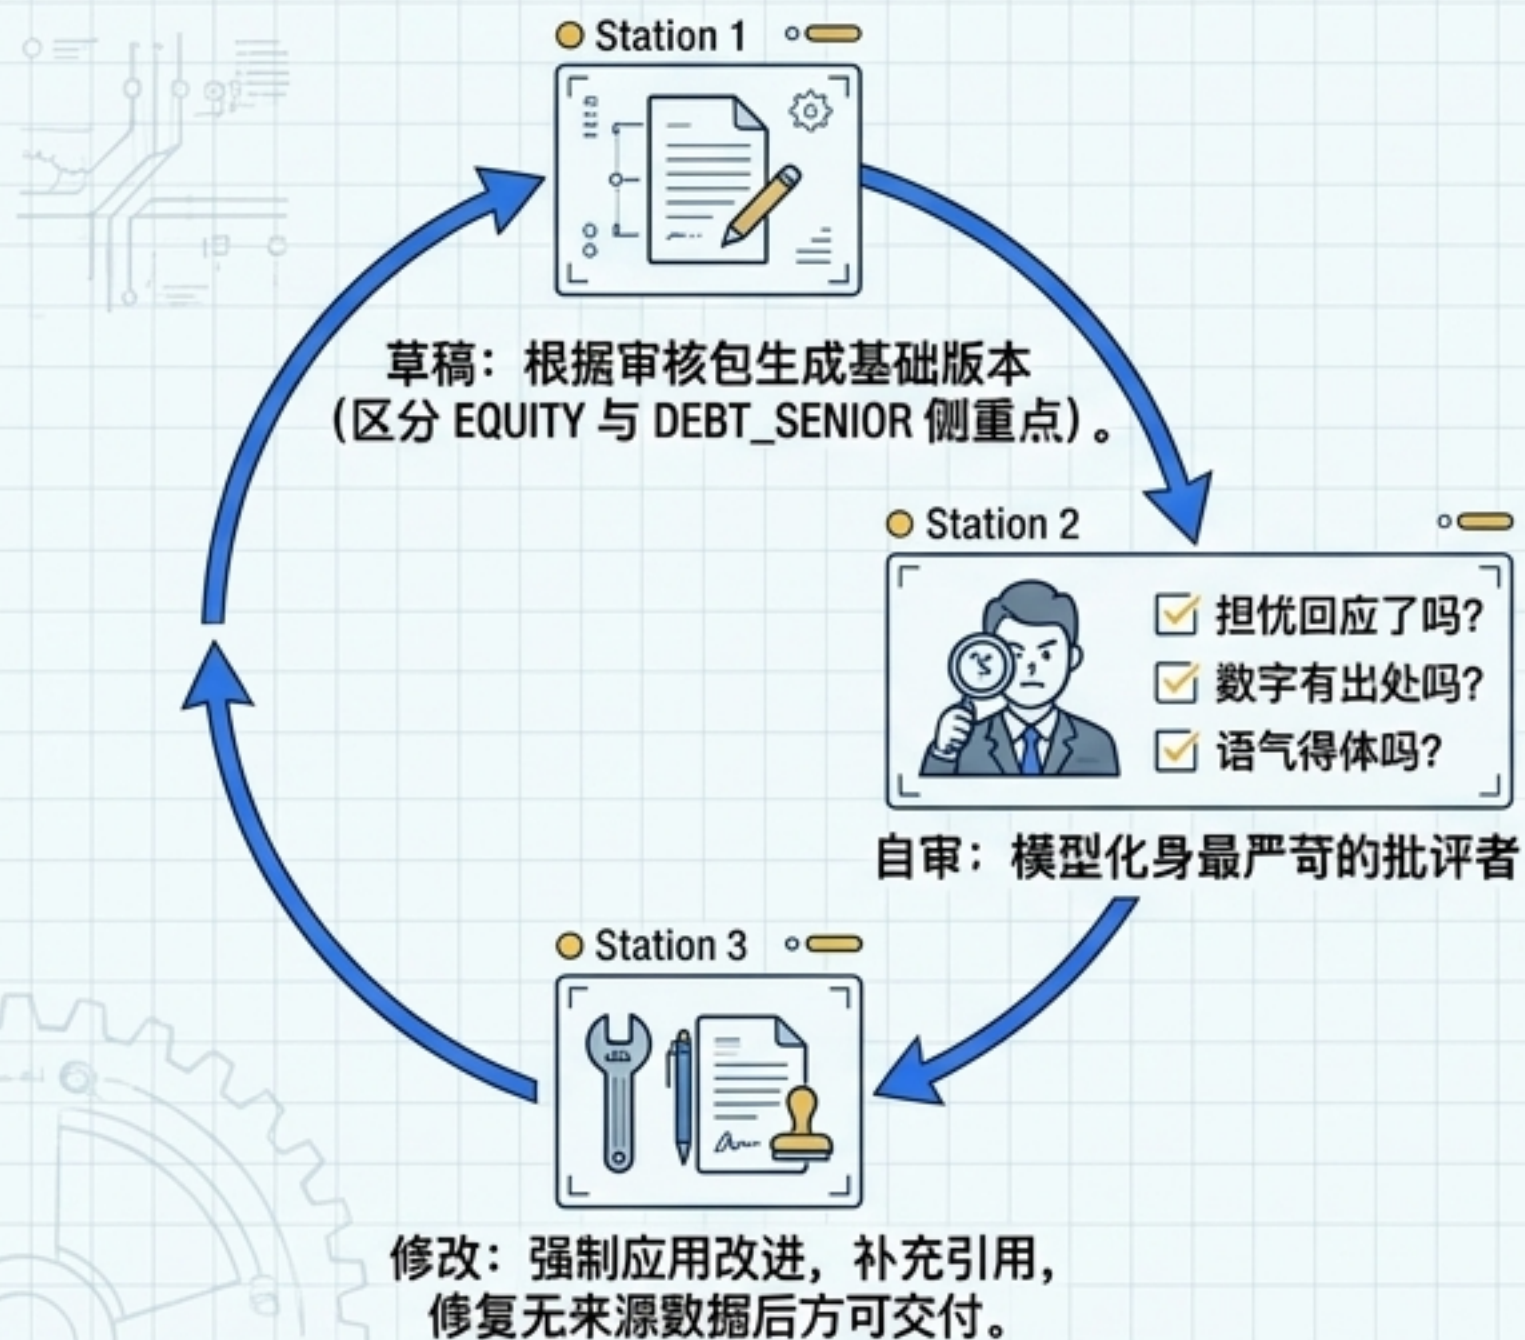 Station 1
草稿：根据审核包生成基础版本
（区分 EQUITY 与 DEBT_SENIOR 侧重点）。
Station 2
担忧回应了吗?
数字有出处吗?
语气得体吗?
自审：模型化身最严苛的批评者
Station 3
修改：强制应用改进，补充引用，
修复无来源数据后方可交付。